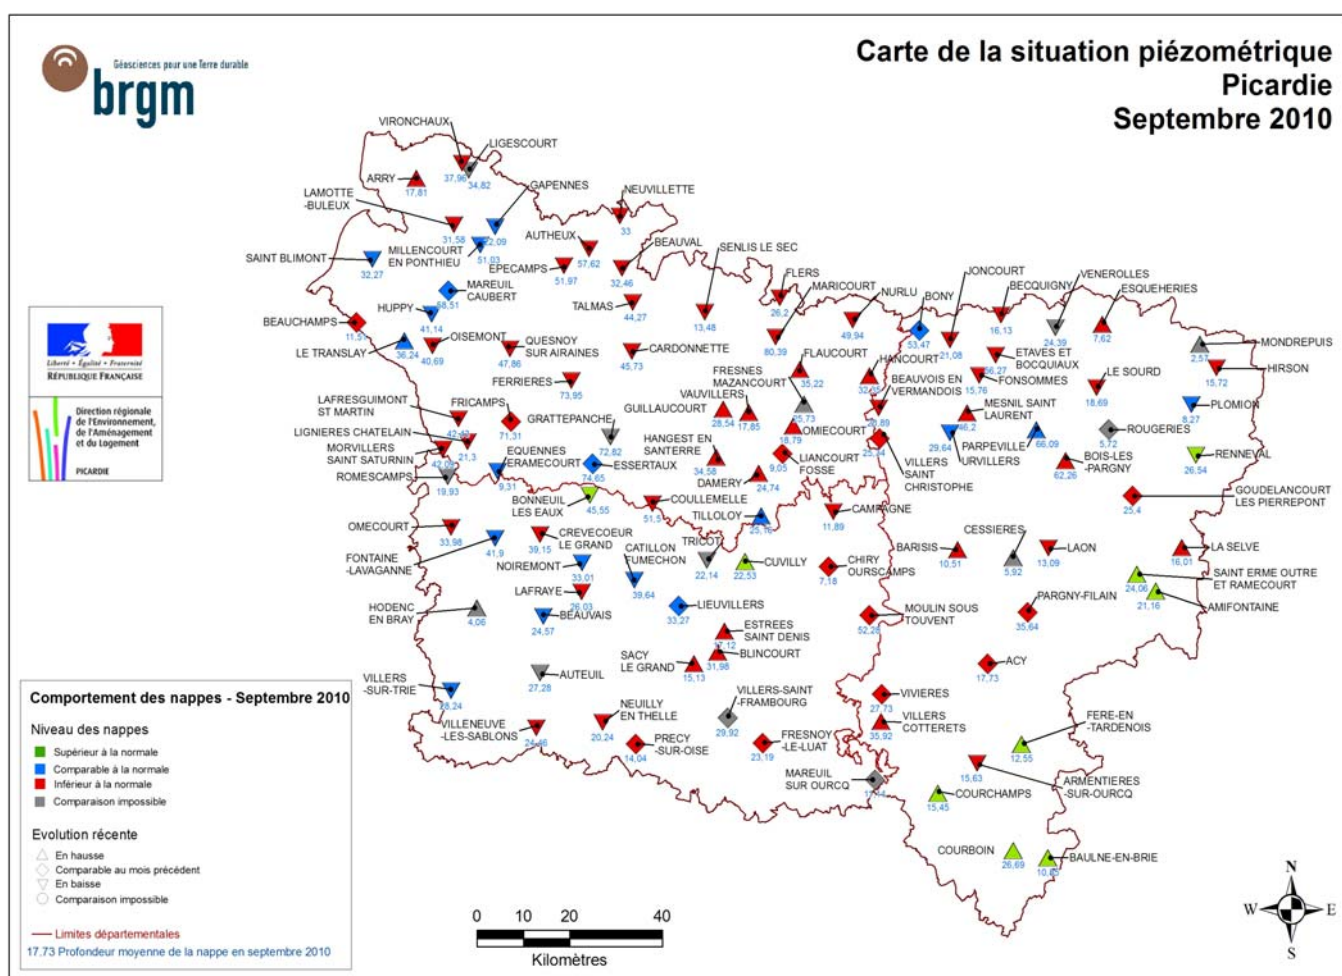 Carte de la situation piézométrique
Picardie
Septembre 2010
Géosciences pour une Terre durable
brgm
Liberté • Égalité • Fraternité
RÉPUBLIQUE FRANÇAISE
Direction régionale
de l'Environnement,
de l'Aménagement
et du Logement
PICARDIE
VIRONCHAUX
37,96
LIGESCOURT
34,82
ARRY
17,81
GAPENNES
22,09
NEUVILLETTE
33
LAMOTTE
-BULEUX
31,58
MILLENCOURT
EN PONTHIEU
51,03
AUTHEUX
57,62
BEAUVAL
32,46
SENLIS LE SEC
13,48
SAINT BLIMONT
32,27
EPECAMPS
51,97
FLERS
26,2
MARICOURT
80,39
NURLU
49,94
BONY
53,47
JONCOURT
21,08
BECQUIGNY
16,13
VENEROLLES
24,39
ESQUEHERIES
7,62
MAREUIL
CAUBERT
58,51
TALMAS
44,27
HUPPY
41,14
BEAUCHAMPS
LE TRANSLAY
36,24
OISEMONT
40,69
QUESNOY
SUR AIRAINES
47,86
CARDONNETTE
45,73
MONDREPUIS
2,57
HIRSON
15,72
ETAVES ET
BOCQUIAUX
56,27
FONSOMMES
15,76
LE SOURD
18,69
PLOMION
8,27
FLAUCOURT
35,22
HANCOURT
FRESNES
MAZANCOURT
25,73
VAUVILLERS
17,85
BEAUVOIS EN
VERMANDOIS
FERRIERES
73,95
GUILLAUCOURT
28,54
MESNIL SAINT
LAURENT
46,2
LAFRESGUIMONT
ST MARTIN
FRICAMPS
71,31
GRATTEPANCHE
72,82
OMIECOURT
18,79
PARPEVILLE
66,09
URVILLERS
29,64
ROUGERIES
5,72
RENNEVAL
26,54
LIGNIERES CHATELAIN
21,3
MORVILLERS
SAINT SATURNIN
EQUENNES
ERAMECOURT
9,31
ESSERTAUX
74,65
HANGEST EN
SANTERRE
34,58
LIANCOURT
FOSSE
9,05
VILLERS
SAINT
CHRISTOPHE
BOIS-LES
-PARGNY
62,26
ROMESCAMPS
19,93
DAMERY
24,74
GOUDELANCOURT
LES PIERREPONT
25,4
BONNEUIL
LES EAUX
45,55
COULLEMELLE
51,5
TILLOLOY
25,16
CAMPAGNE
11,89
OMECOURT
33,98
CREVECOEUR
LE GRAND
39,15
CATILLON
FUMECHON
39,64
TRICOT
22,14
CUVILLY
22,53
CESSIERES
5,92
BARISIS
10,51
LAON
13,09
LA SELVE
16,01
FONTAINE
-LAVAGANNE
41,9
NOIREMONT
33,01
CHIRY
OURSCAMPS
7,18
SAINT ERME OUTRE
ET RAMECOURT
24,06
LAFRAYE
26,03
AMIFONTAINE
21,16
HODENC
EN BRAY
4,06
BEAUVAIS
24,57
LIEUVILLERS
33,27
MOULIN SOUS
TOUVENT
52,28
PARGNY-FILAIN
35,64
ESTREES
SAINT DENIS
17,12
BLINCOURT
31,98
SACY
LE GRAND
15,13
ACY
17,73
VILLERS
-SUR-TRIE
28,24
AUTEUIL
27,28
VILLERS-SAINT
-FRAMBOURG
29,92
VIVIERES
27,73
VILLERS
COTTERETS
35,92
VILLENEUVE
-LES-SABLONS
24,46
NEUILLY
EN THELLE
20,24
PRECY
-SUR-OISE
14,04
FRESNOY
-LE-LUAT
23,19
FERE-EN
-TARDENOIS
12,55
MAREUIL
SUR OURCQ
ARMENTIERES
-SUR-OURCQ
15,63
COURCHAMPS
15,45
COURBOIN
26,69
BAULNE-EN-BRIE
Comportement des nappes - Septembre 2010
Niveau des nappes
Supérieur à la normale
Comparable à la normale
Inférieur à la normale
Comparaison impossible
Evolution récente
En hausse
Comparable au mois précédent
En baisse
Comparaison impossible
Limites départementales
17.73 Profondeur moyenne de la nappe en septembre 2010
0 10 20 40
Kilomètres
N
W E
S